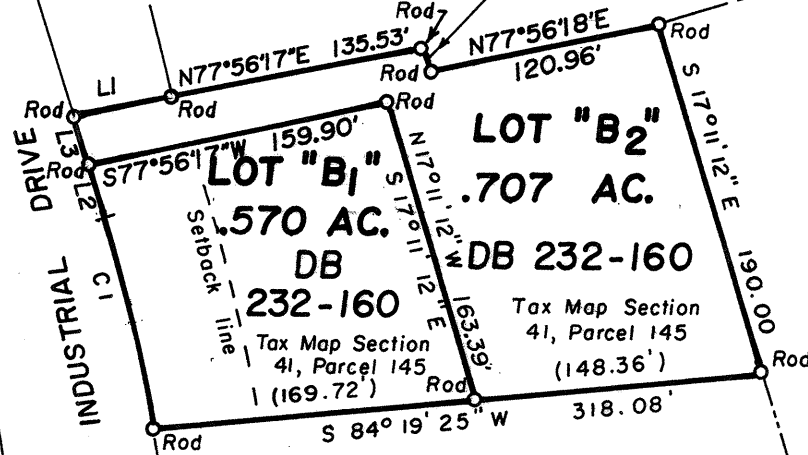 Rod
N77°56'18"E
Rod
135.53'
N77°56'17"E
L1
Rod
120.96'
Rod
Rod
Rod
Rod
159.90'
S77°56'17"W
Rod
L3
L2
C1
INDUSTRIAL DRIVE
LOT "B1"
.570 AC.
DB
232-160
Tax Map Section
41, Parcel 145
(169.72')
Setback line
N17°11'12"W 163.39'
S 17°11' 12"E
LOT "B2"
.707 AC.
DB 232-160
Tax Map Section
41, Parcel 145
(148.36')
S 17°11' 12"E 190.00
Rod
Rod
318.08'
S 84° 19' 25" W
Rod